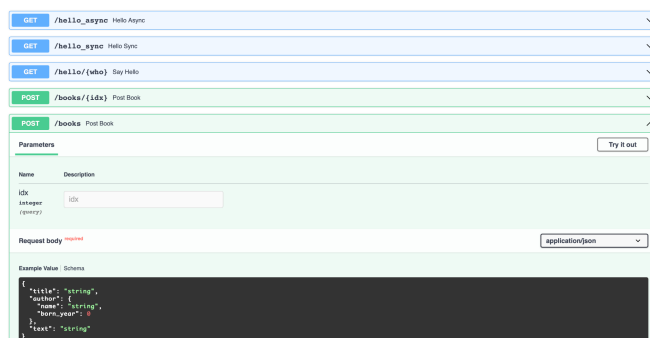 GET /hello_async Hello Async
GET /hello_sync Hello Sync
GET /hello/{who} Say Hello
POST /books/{idx} Post Book
POST /books Post Book
Parameters Try it out
Name Description
idx idx
integer
(query)
Request body required application/json
Example Value | Schema
{
  "title": "string",
  "author": {
    "name": "string",
    "born_year": 0
  },
  "text": "string"
}